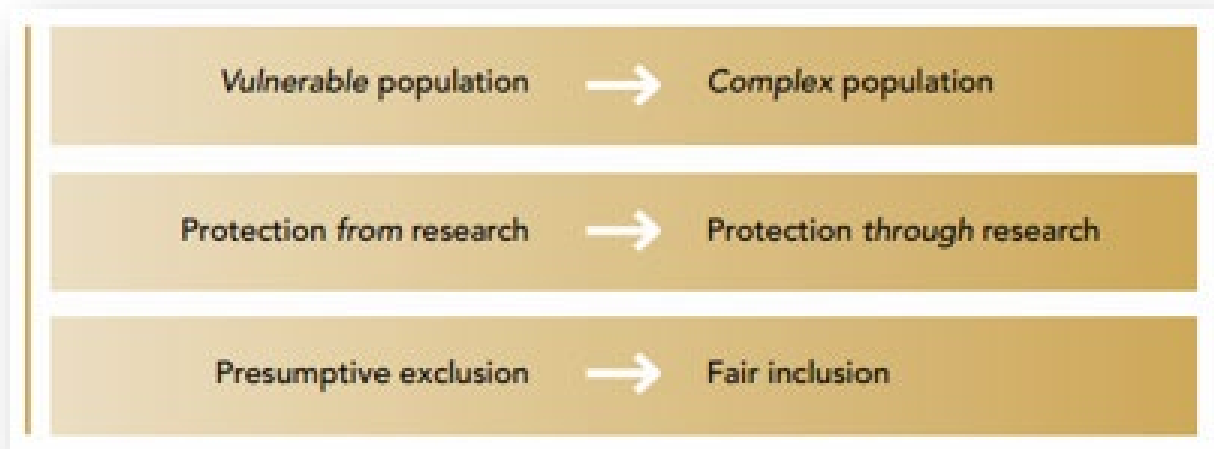 Vulnerable population → Complex population
Protection from research → Protection through research
Presumptive exclusion → Fair inclusion